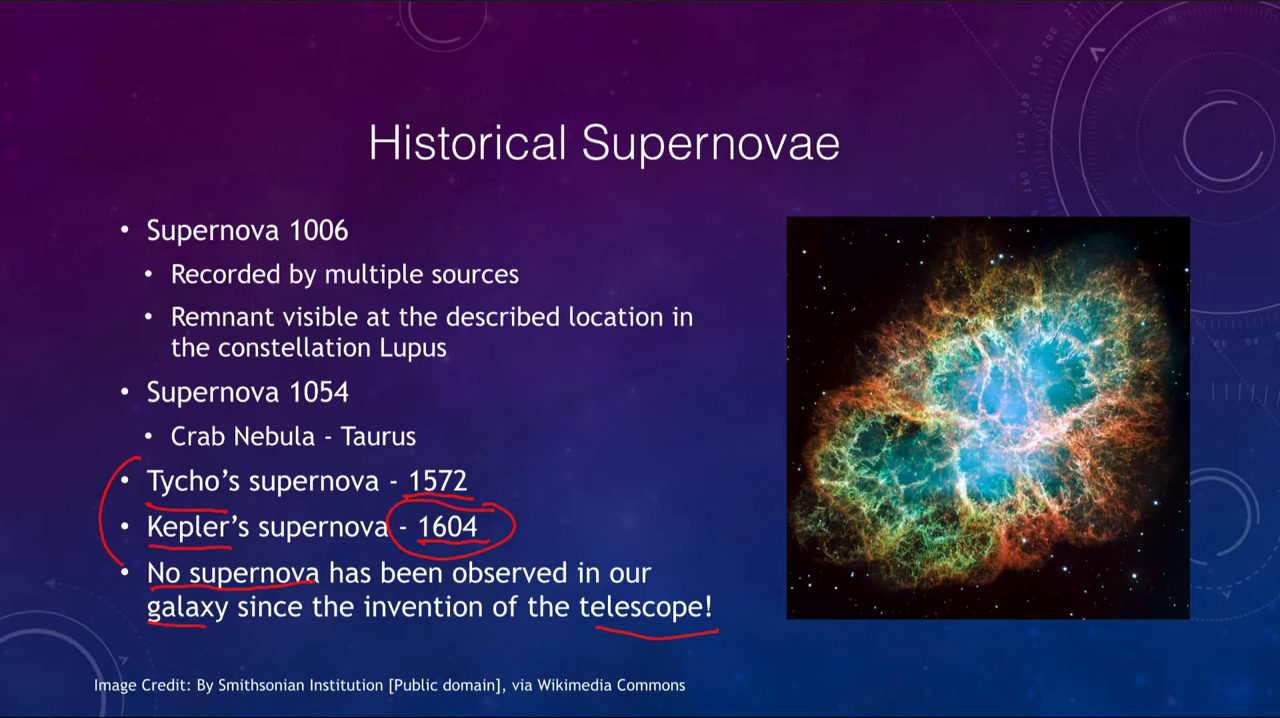 Historical Supernovae
• Supernova 1006
• Recorded by multiple sources
• Remnant visible at the described location in
the constellation Lupus
• Supernova 1054
• Crab Nebula - Taurus
• Tycho's supernova - 1572
• Kepler's supernova - 1604
• No supernova has been observed in our
galaxy since the invention of the telescope!
Image Credit: By Smithsonian Institution [Public domain], via Wikimedia Commons